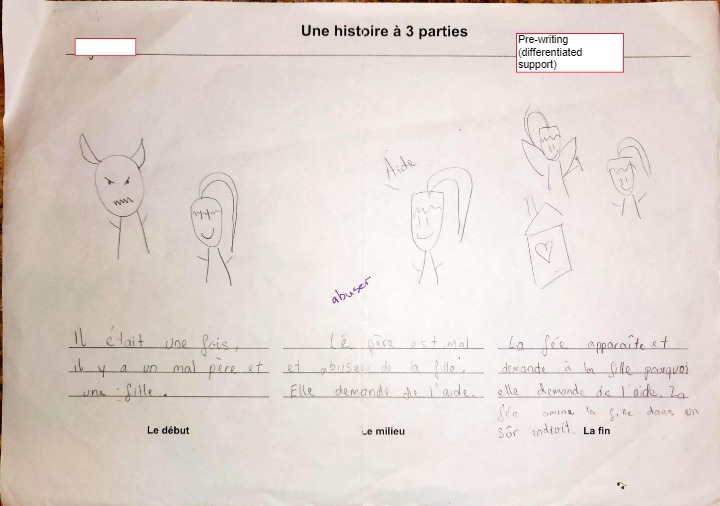 Une histoire à 3 parties
Pre-writing
(differentiated
support)
Aide
abuser
Il était une fois,
il y a un mal père et
une fille.
Le début
Le père est mal
et abuser di la fille.
Elle demande de l'aide.
Le milieu
La fée apparaîte et
demande à la fille pourquoi
elle demande de l'aide. La
fée amine la fille dans un
sûr endroit.
La fin